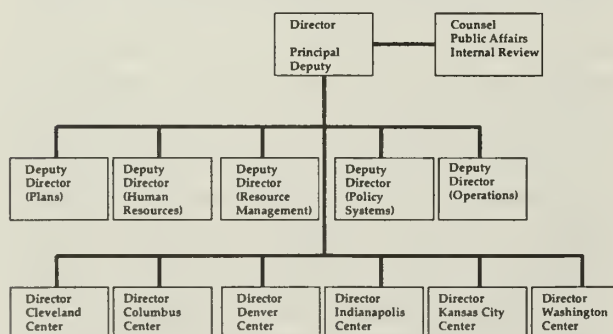 Director
Principal
Deputy
Counsel
Public Affairs
Internal Review
Deputy
Director
(Plans)
Deputy
Director
(Human
Resources)
Deputy
Director
(Resource
Management)
Deputy
Director
(Policy
Systems)
Deputy
Director
(Operations)
Director
Cleveland
Center
Director
Columbus
Center
Director
Denver
Center
Director
Indianapolis
Center
Director
Kansas City
Center
Director
Washington
Center